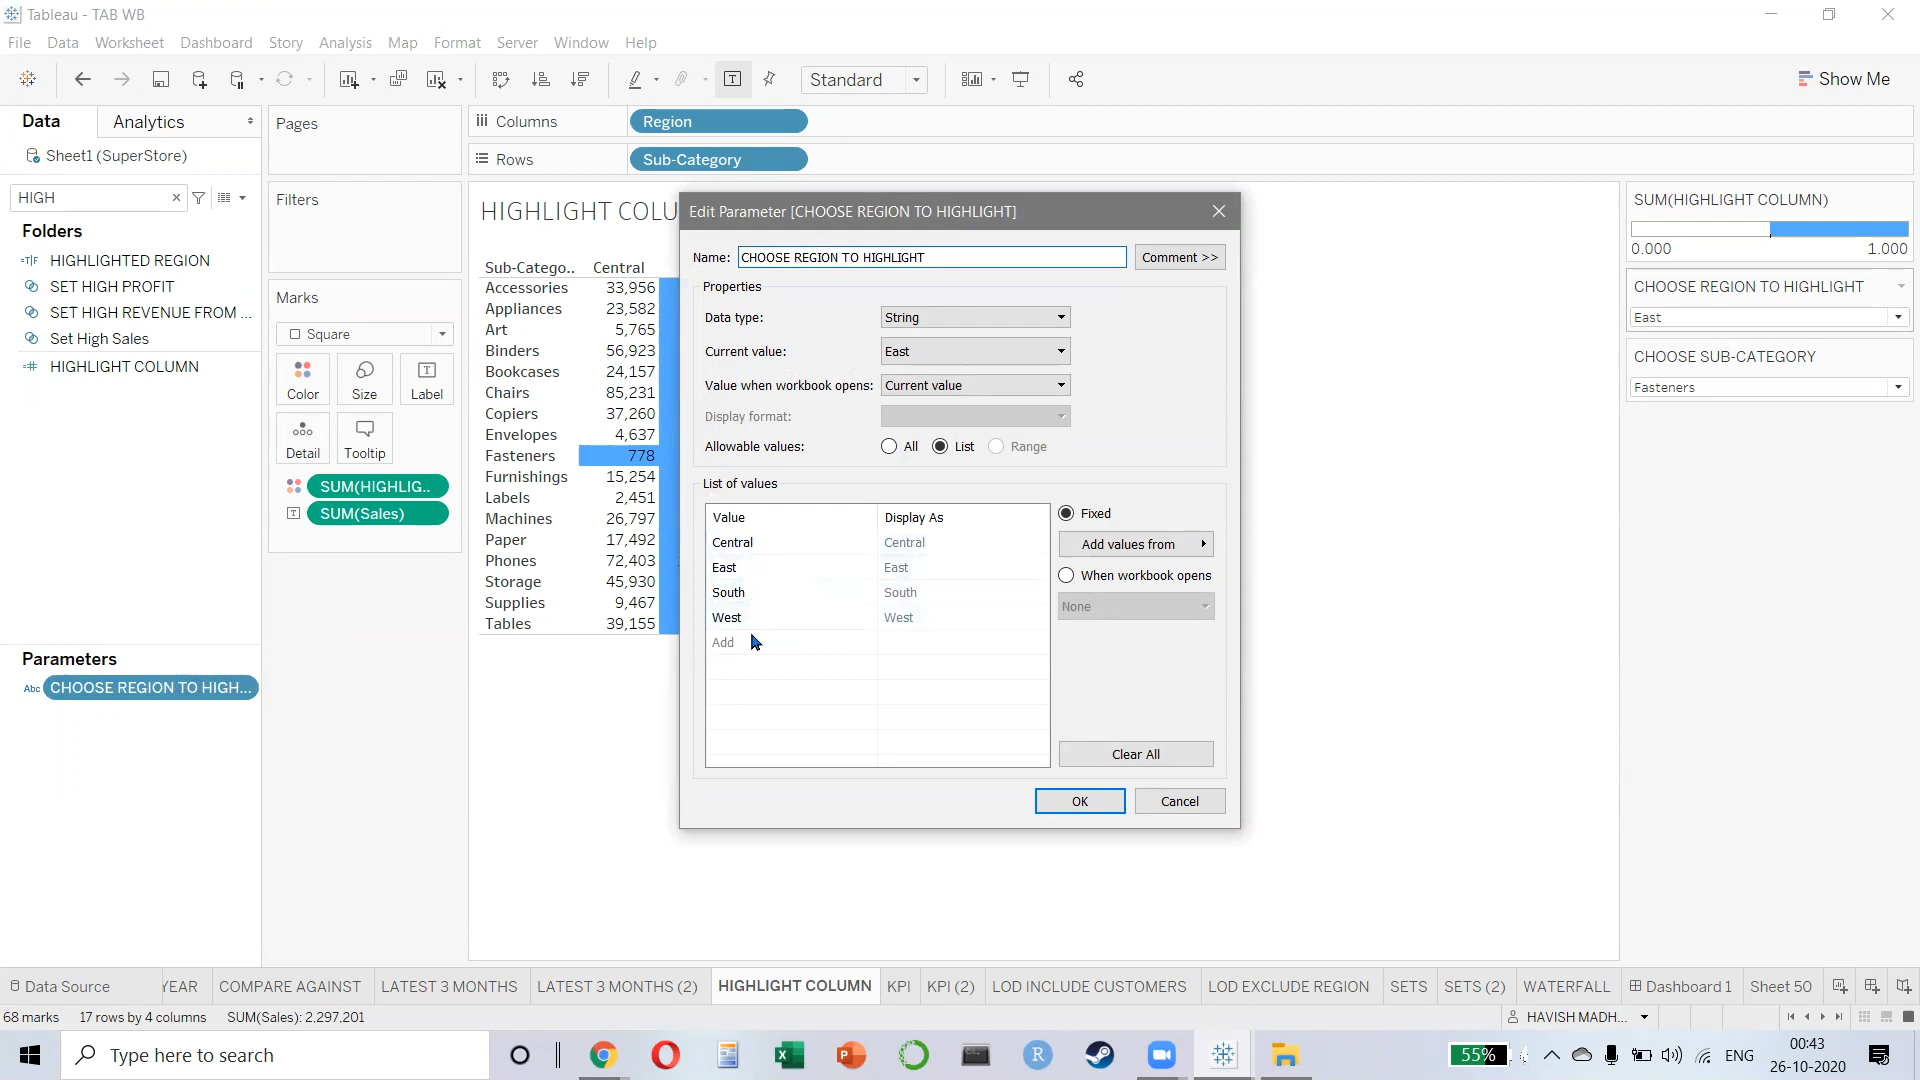 Tableau - TAB WB
File Data Worksheet Dashboard Story Analysis Map Format Server Window Help
Standard
Show Me
Data Analytics
Sheet1 (SuperStore)
HIGH
Folders
HIGHLIGHTED REGION
SET HIGH PROFIT
SET HIGH REVENUE FROM ...
Set High Sales
HIGHLIGHT COLUMN
Parameters
Abc CHOOSE REGION TO HIGH...
Pages
Filters
Marks
Square
Color Size Label
Detail Tooltip
SUM(HIGHLIG..
SUM(Sales)
Columns Region
Rows Sub-Category
HIGHLIGHT COLU
Sub-Catego.. Central
Accessories 33,956
Appliances 23,582
Art 5,765
Binders 56,923
Bookcases 24,157
Chairs 85,231
Copiers 37,260
Envelopes 4,637
Fasteners 778
Furnishings 15,254
Labels 2,451
Machines 26,797
Paper 17,492
Phones 72,403
Storage 45,930
Supplies 9,467
Tables 39,155
Edit Parameter [CHOOSE REGION TO HIGHLIGHT]
Name: CHOOSE REGION TO HIGHLIGHT Comment >>
Properties
Data type: String
Current value: East
Value when workbook opens: Current value
Display format:
Allowable values: All List Range
List of values
Value Display As
Central Central
East East
South South
West West
Add
Fixed
Add values from
When workbook opens
None
Clear All
OK Cancel
SUM(HIGHLIGHT COLUMN)
0.000 1.000
CHOOSE REGION TO HIGHLIGHT
East
CHOOSE SUB-CATEGORY
Fasteners
Data Source YEAR COMPARE AGAINST LATEST 3 MONTHS LATEST 3 MONTHS (2) HIGHLIGHT COLUMN KPI KPI (2) LOD INCLUDE CUSTOMERS LOD EXCLUDE REGION SETS SETS (2) WATERFALL Dashboard 1 Sheet 50
68 marks 17 rows by 4 columns SUM(Sales): 2,297,201 HAVISH MADH...
Type here to search 55% ENG 00:43
26-10-2020